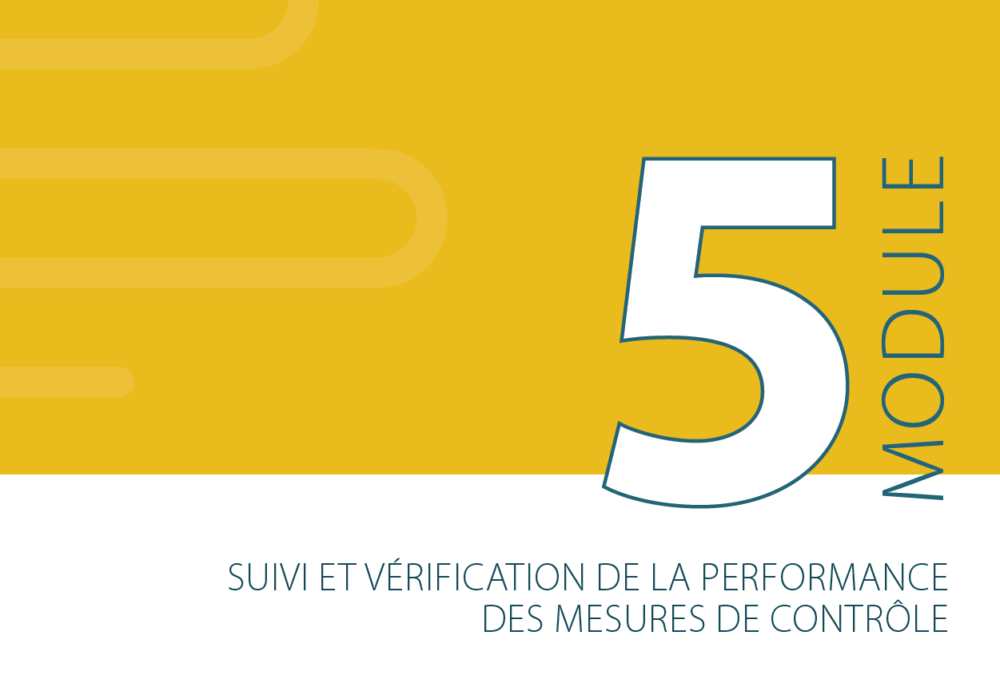 5
MODULE
SUIVI ET VÉRIFICATION DE LA PERFORMANCE
DES MESURES DE CONTRÔLE